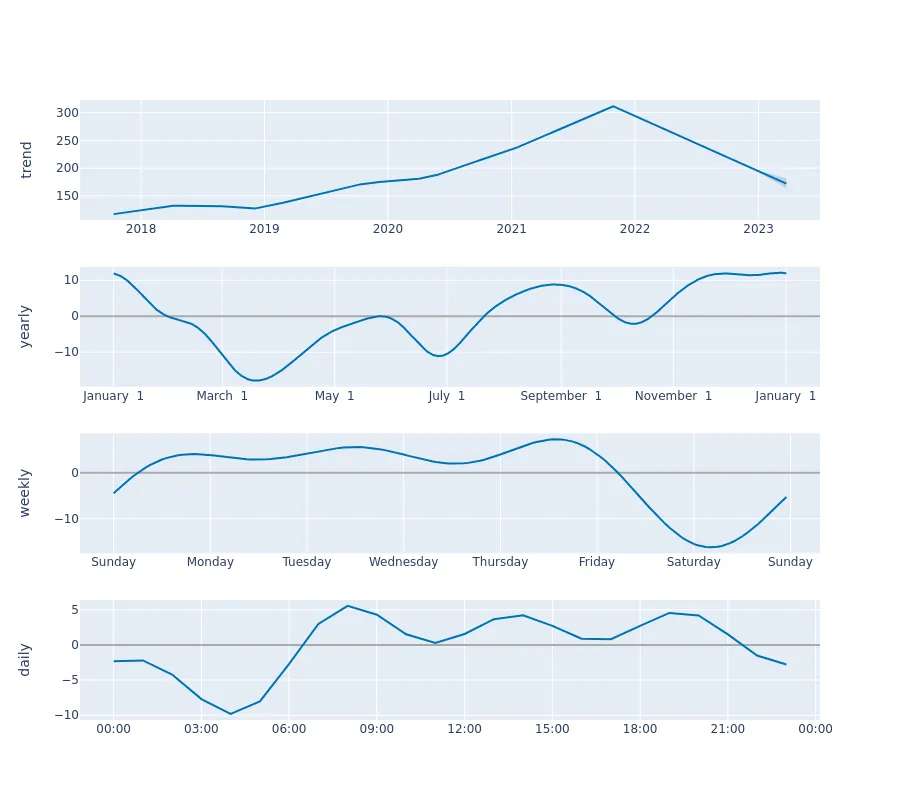 trend
300
250
200
150
2018 2019 2020 2021 2022 2023
yearly
10
0
−10
January 1 March 1 May 1 July 1 September 1 November 1 January 1
weekly
0
−10
Sunday Monday Tuesday Wednesday Thursday Friday Saturday Sunday
daily
5
0
−5
−10
00:00 03:00 06:00 09:00 12:00 15:00 18:00 21:00 00:00